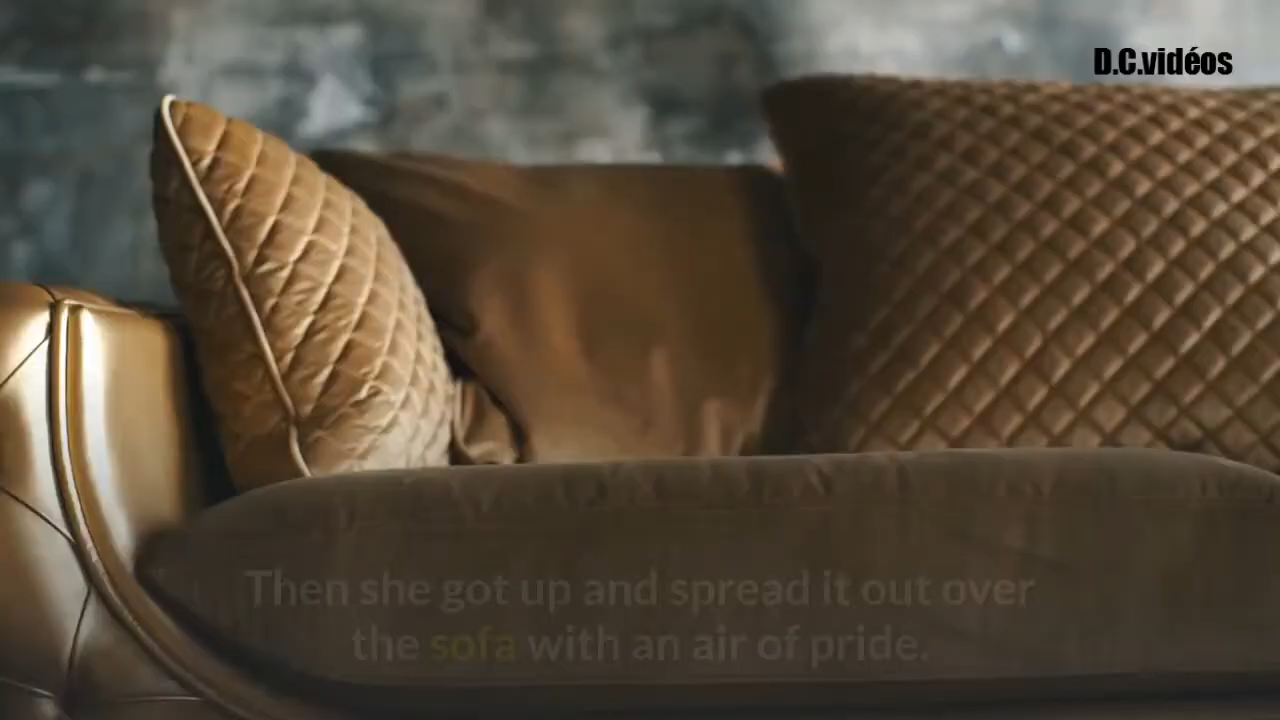 D.C.vidéos
Then she got up and spread it out over
the sofa with an air of pride.